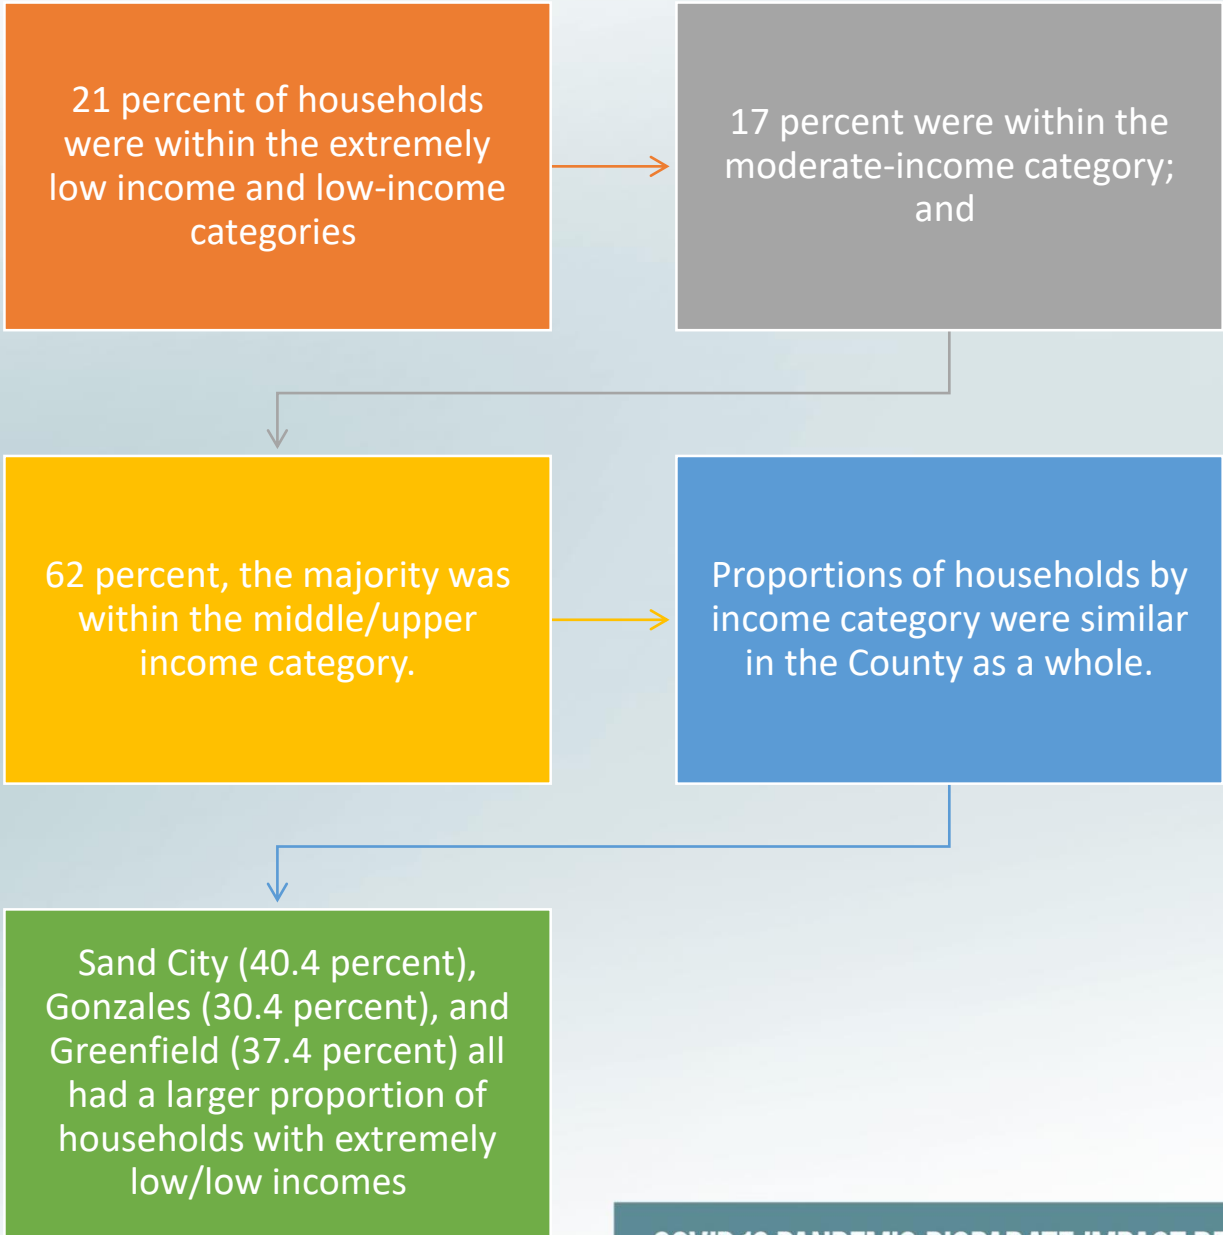 21 percent of households
were within the extremely
low income and low-income
categories
17 percent were within the
moderate-income category;
and
62 percent, the majority was
within the middle/upper
income category.
Proportions of households by
income category were similar
in the County as a whole.
Sand City (40.4 percent),
Gonzales (30.4 percent), and
Greenfield (37.4 percent) all
had a larger proportion of
households with extremely
low/low incomes